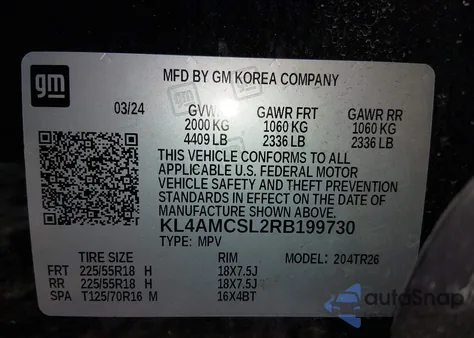 gm
MFD BY GM KOREA COMPANY
03/24 GVWR GAWR FRT GAWR RR
2000 KG 1060 KG 1060 KG
4409 LB 2336 LB 2336 LB
THIS VEHICLE CONFORMS TO ALL
APPLICABLE U.S. FEDERAL MOTOR
VEHICLE SAFETY AND THEFT PREVENTION
STANDARDS IN EFFECT ON THE DATE OF
MANUFACTURE SHOWN ABOVE.
KL4AMCSL2RB199730
TYPE: MPV MODEL: 204TR26
TIRE SIZE RIM
FRT 225/55R18 H 18X7.5J
RR 225/55R18 H 18X7.5J
SPA T125/70R16 M 16X4BT
autoSnap